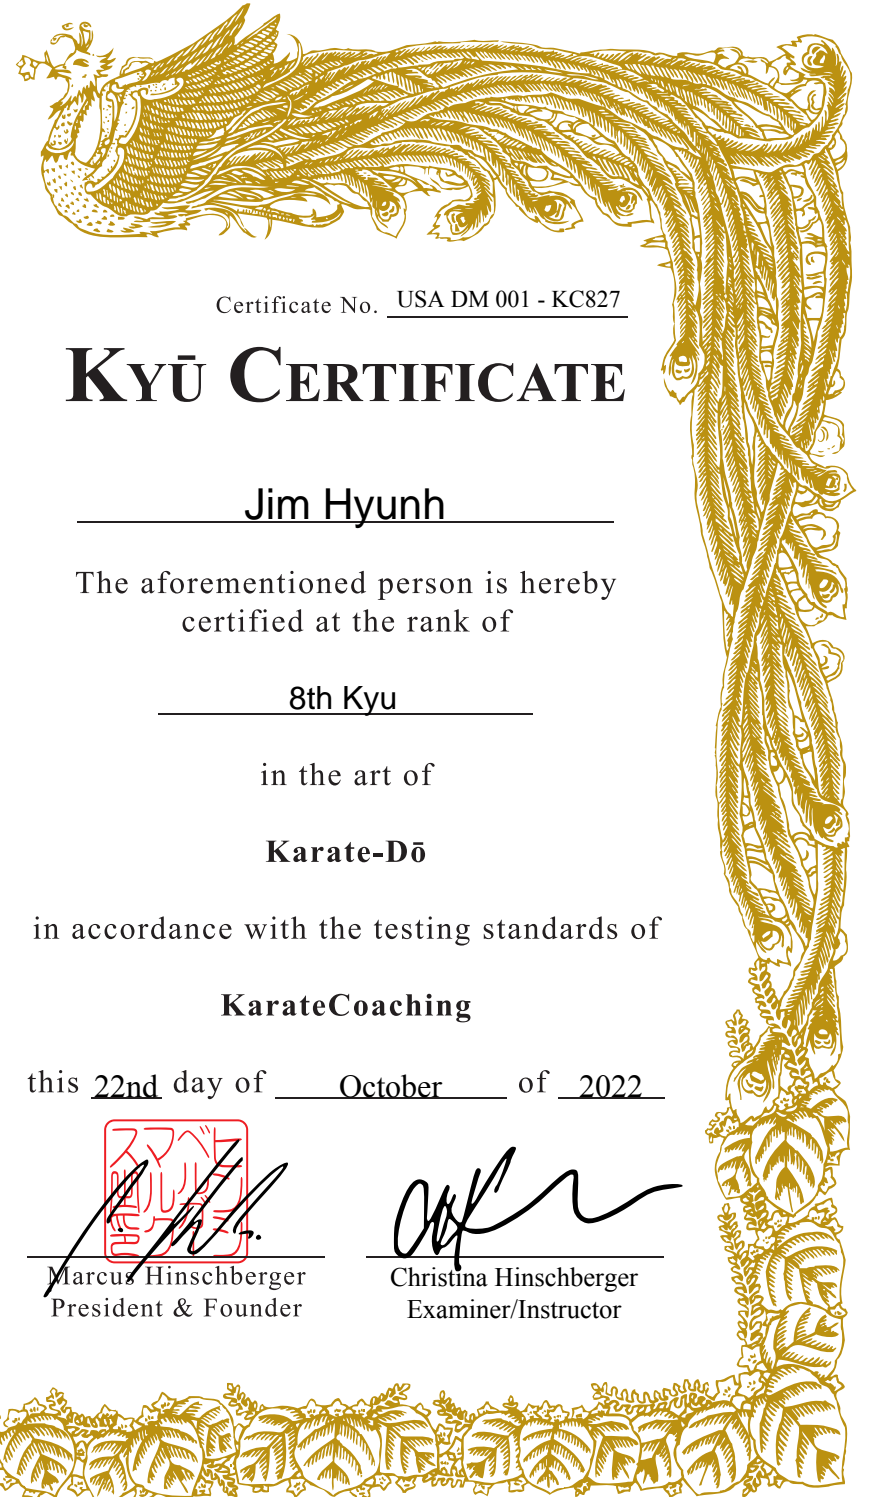 Certificate No. USA DM 001 - KC827
KYŪ CERTIFICATE
Jim Hyunh
The aforementioned person is hereby
certified at the rank of
8th Kyu
in the art of
Karate-Dō
in accordance with the testing standards of
KarateCoaching
this 22nd day of October of 2022
Marcus Hinschberger
President & Founder
Christina Hinschberger
Examiner/Instructor